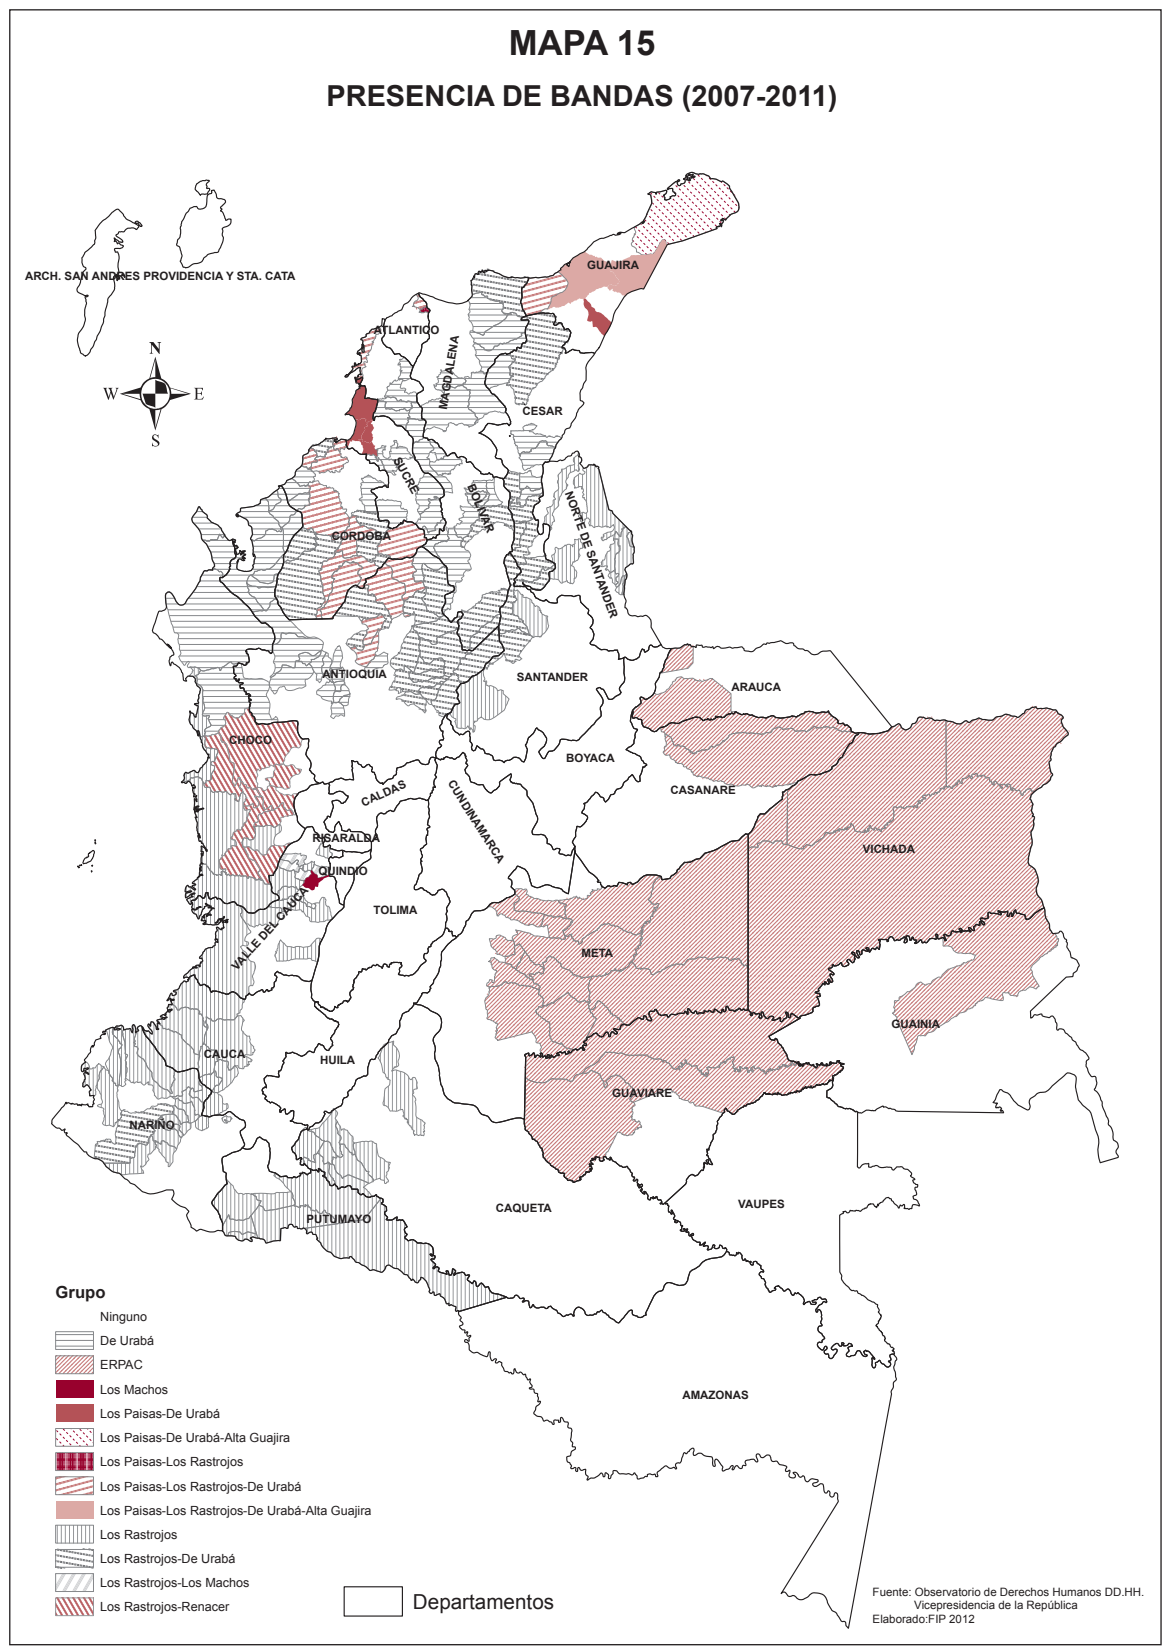 MAPA 15
PRESENCIA DE BANDAS (2007-2011)
GUAJIRA
ARCH. SAN ANDRES PROVIDENCIA Y STA. CATA
ATLANTICO
MAGDALENA
N
W
E
S
CESAR
SUCRE
BOLIVAR
NORTE DE SANTANDER
CORDOBA
ANTIOQUIA
SANTANDER
ARAUCA
CHOCO
BOYACA
CASANARE
CALDAS
CUNDINAMARCA
RISARALDA
VICHADA
QUINDIO
TOLIMA
VALLE DEL CAUCA
META
GUAINIA
CAUCA
HUILA
GUAVIARE
NARIÑO
CAQUETA
VAUPES
PUTUMAYO
AMAZONAS
Grupo
Ninguno
De Urabá
ERPAC
Los Machos
Los Paisas-De Urabá
Los Paisas-De Urabá-Alta Guajira
Los Paisas-Los Rastrojos
Los Paisas-Los Rastrojos-De Urabá
Los Paisas-Los Rastrojos-De Urabá-Alta Guajira
Los Rastrojos
Los Rastrojos-De Urabá
Los Rastrojos-Los Machos
Los Rastrojos-Renacer
Departamentos
Fuente: Observatorio de Derechos Humanos DD.HH.
Vicepresidencia de la República
Elaborado:FIP 2012